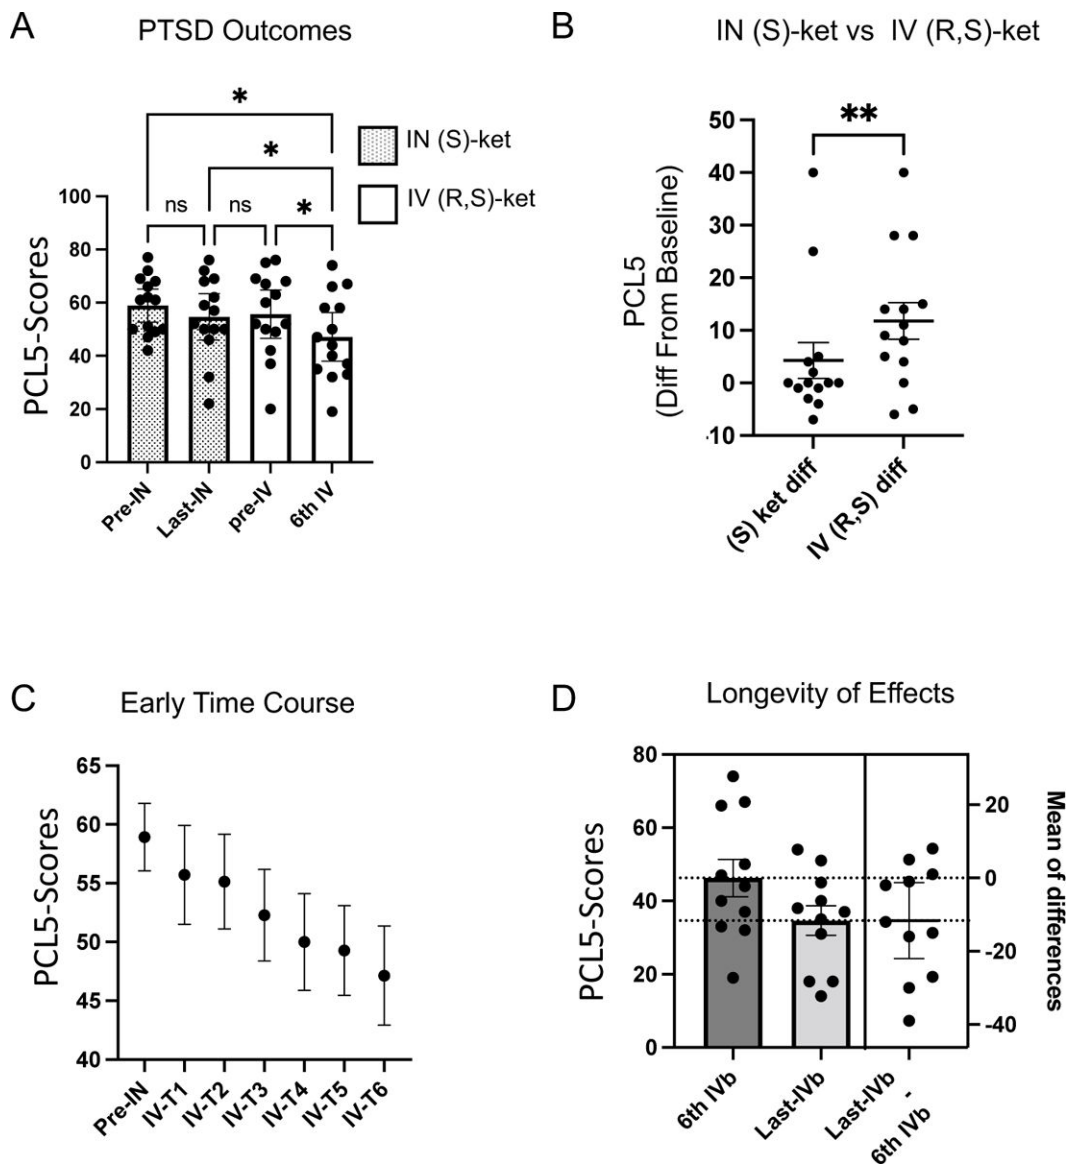 A
PTSD Outcomes
*
*
ns
ns
*
IN (S)-ket
IV (R,S)-ket
PCL5-Scores
100
80
60
40
20
0
Pre-IN
Last-IN
pre-IV
6th IV
B
IN (S)-ket vs IV (R,S)-ket
**
PCL5
(Diff From Baseline)
50
40
30
20
10
0
-10
(S) ket diff
IV (R,S) diff
C
Early Time Course
PCL5-Scores
65
60
55
50
45
40
Pre-IN
IV-T1
IV-T2
IV-T3
IV-T4
IV-T5
IV-T6
D
Longevity of Effects
PCL5-Scores
80
60
40
20
0
20
0
-20
-40
Mean of differences
6th IVb
Last-IVb
Last-IVb
-
6th IVb